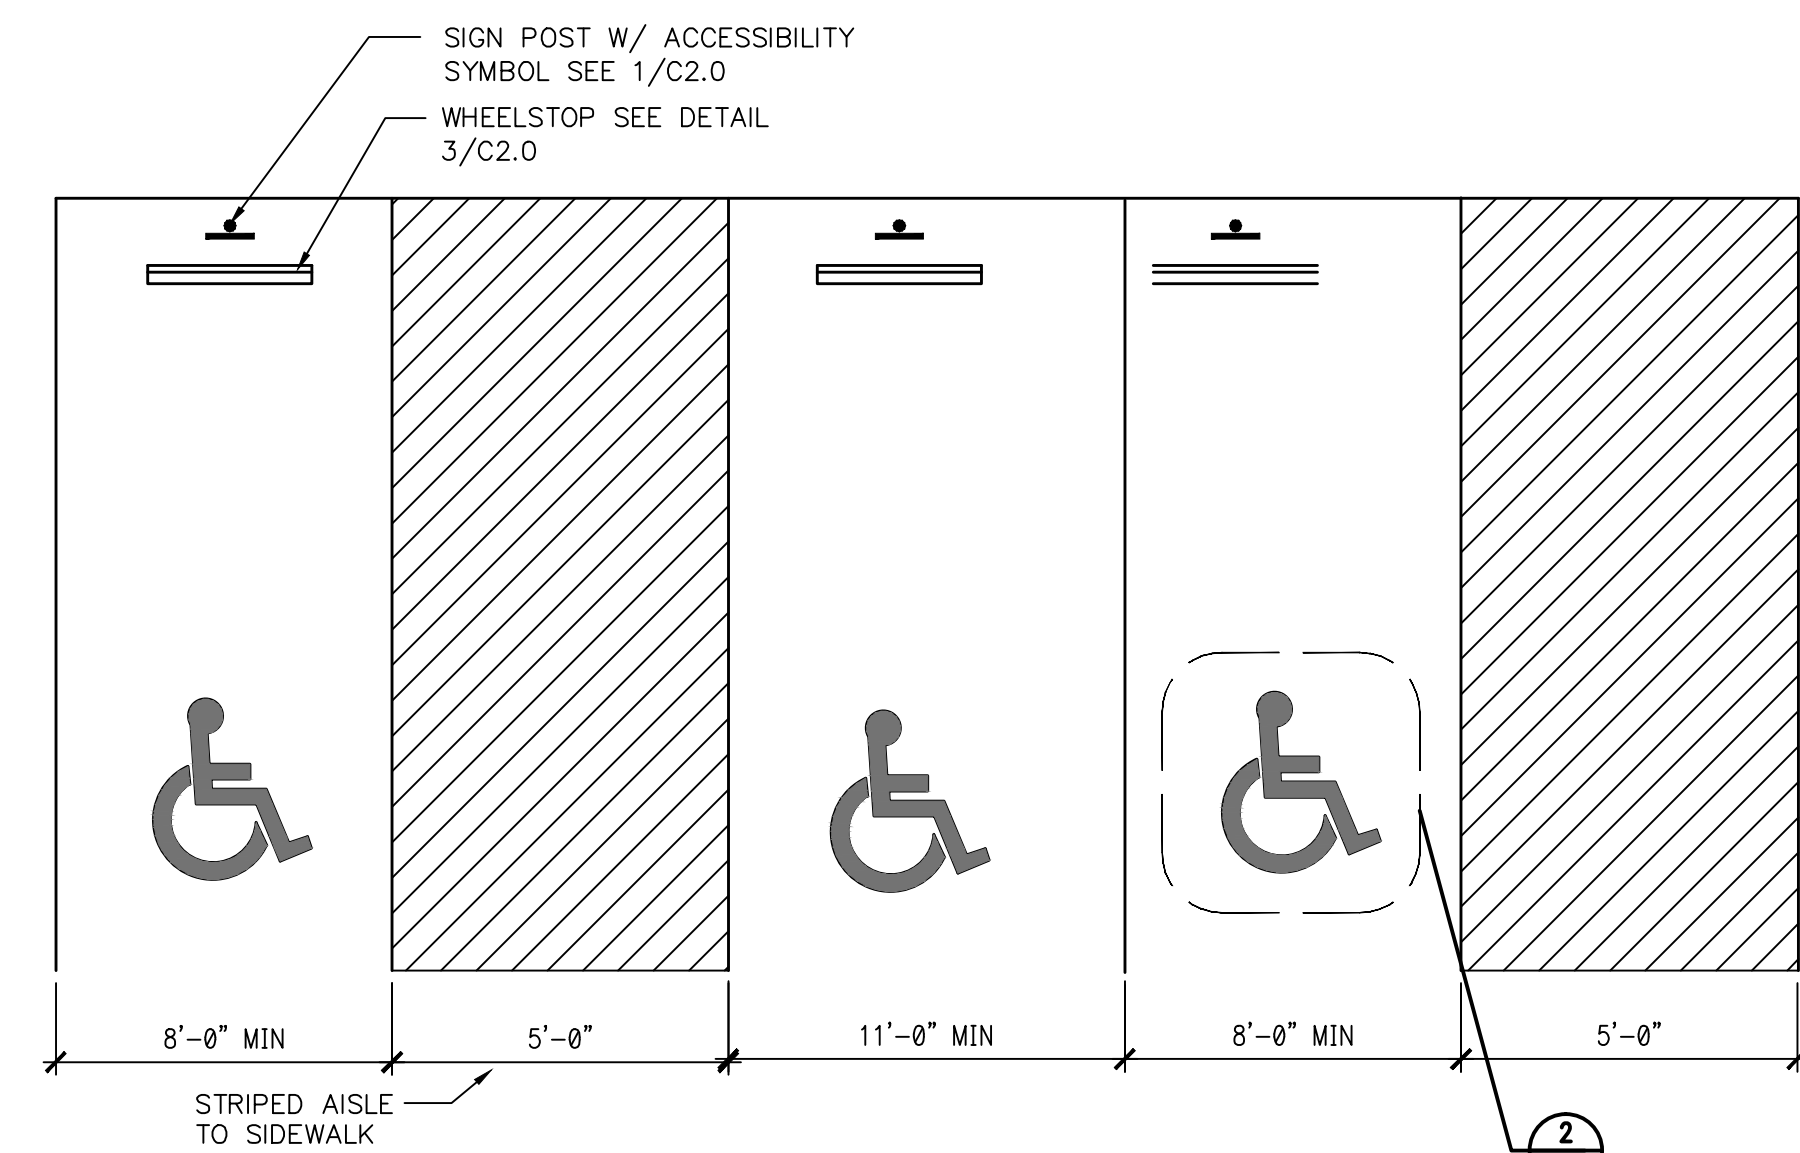 SIGN POST W/ ACCESSIBILITY
SYMBOL SEE 1/C2.0
WHEELSTOP SEE DETAIL
3/C2.0
8'-0" MIN
5'-0"
11'-0" MIN
8'-0" MIN
5'-0"
STRIPED AISLE
TO SIDEWALK
2